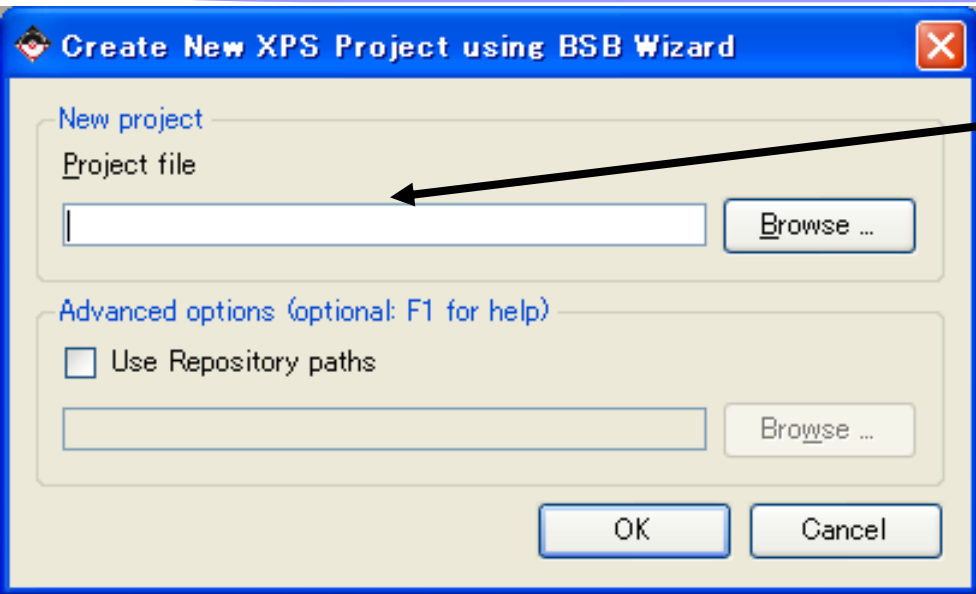 Create New XPS Project using BSB Wizard
New project
Project file
Browse ...
Advanced options (optional: F1 for help)
Use Repository paths
Browse ...
OK
Cancel